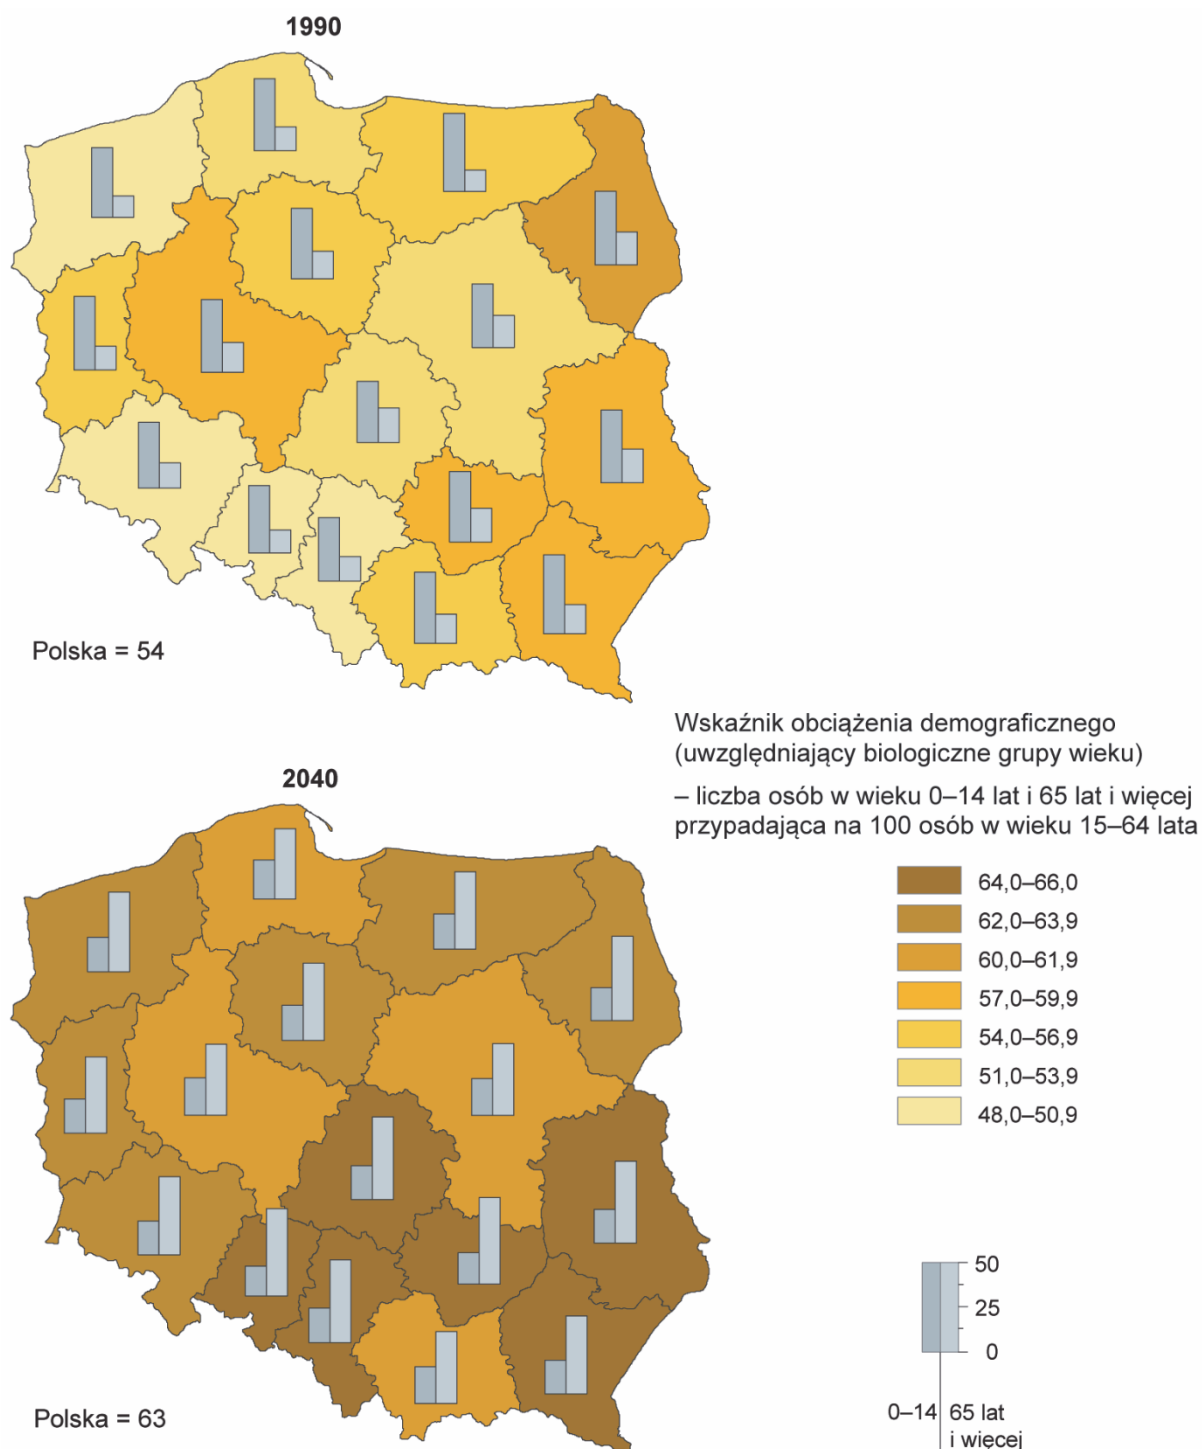 1990
Polska = 54
Wskaźnik obciążenia demograficznego
(uwzględniający biologiczne grupy wieku)
– liczba osób w wieku 0–14 lat i 65 lat i więcej
przypadająca na 100 osób w wieku 15–64 lata
2040
64,0–66,0
62,0–63,9
60,0–61,9
57,0–59,9
54,0–56,9
51,0–53,9
48,0–50,9
50
25
0
0–14 65 lat
i więcej
Polska = 63